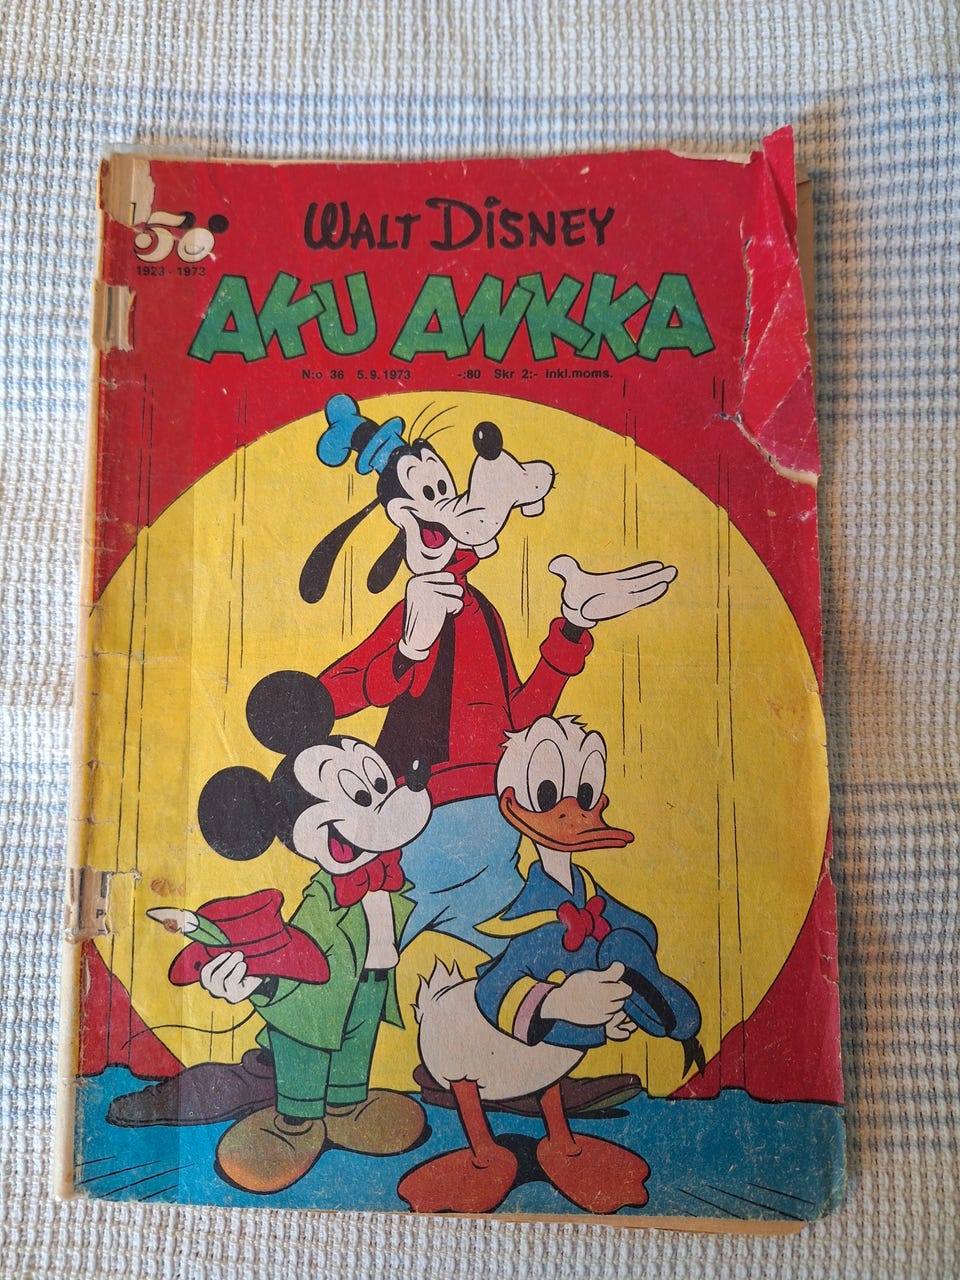 50
1923 - 1973
WALT DISNEY
AKU ANKKA
N:o 36 5.9.1973 -:80 Skr 2:- inkl.moms.
P